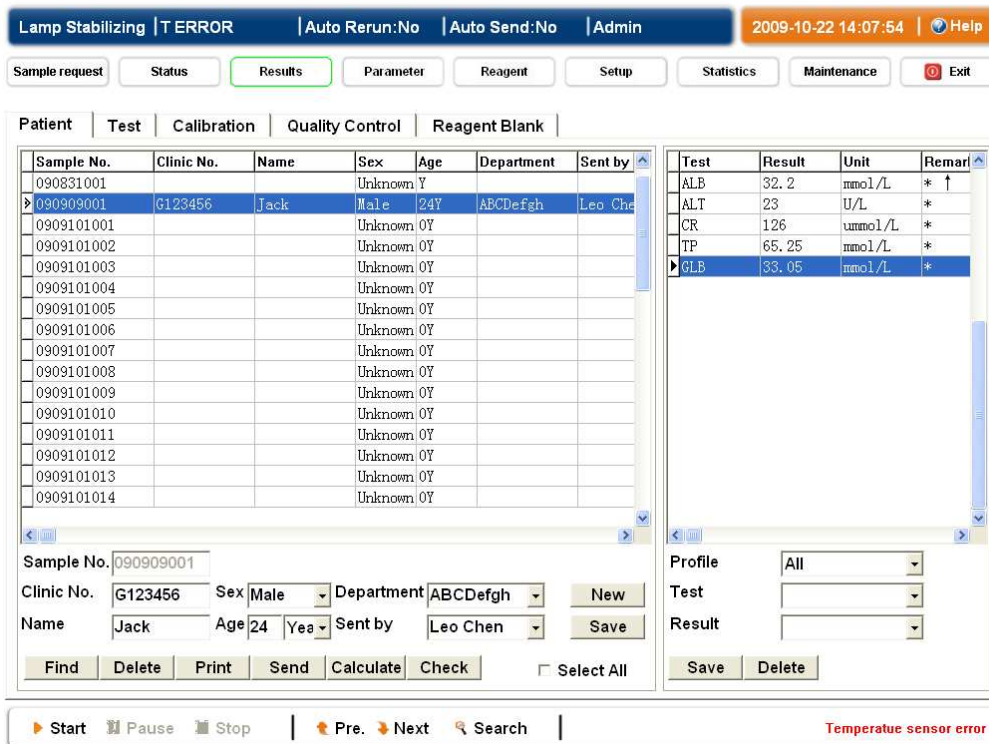 Lamp Stabilizing | T ERROR | Auto Rerun:No | Auto Send:No | Admin 2009-10-22 14:07:54 | Help
Sample request Status Results Parameter Reagent Setup Statistics Maintenance Exit
Patient Test Calibration Quality Control Reagent Blank
Sample No. Clinic No. Name Sex Age Department Sent by Test Result Unit Remark
090831001 Unknown Y ALB 32.2 mmol/L * ↑
090909001 G123456 Jack Male 24Y ABCDefgh Leo Che ALT 23 U/L *
0909101001 Unknown 0Y CR 126 ummol/L *
0909101002 Unknown 0Y TP 65.25 mmol/L *
0909101003 Unknown 0Y GLB 33.05 mmol/L *
0909101004 Unknown 0Y
0909101005 Unknown 0Y
0909101006 Unknown 0Y
0909101007 Unknown 0Y
0909101008 Unknown 0Y
0909101009 Unknown 0Y
0909101010 Unknown 0Y
0909101011 Unknown 0Y
0909101012 Unknown 0Y
0909101013 Unknown 0Y
0909101014 Unknown 0Y
Sample No. 090909001 Profile All
Clinic No. G123456 Sex Male Department ABCDefgh New Test
Name Jack Age 24 Yea Sent by Leo Chen Save Result
Find Delete Print Send Calculate Check Select All Save Delete
Start Pause Stop | Pre. Next Search | Temperatue sensor error